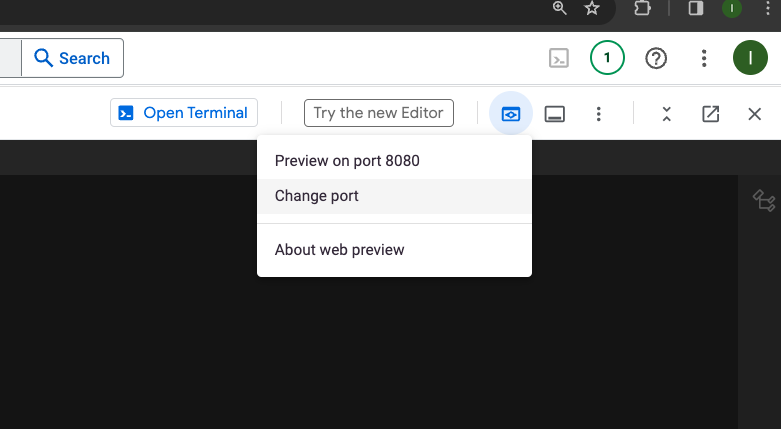 I
Search
1
I
Open Terminal
Try the new Editor
Preview on port 8080
Change port
About web preview